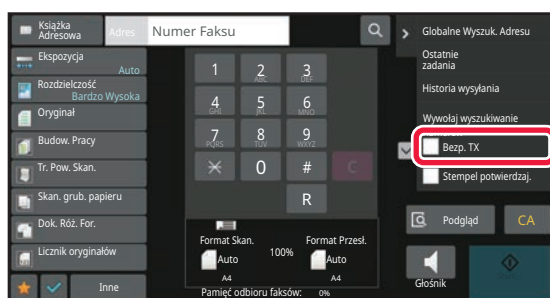 Książka
Adresowa
Adres
Numer Faksu
Globalne Wyszuk. Adresu
Ekspozycja
Auto
Ostatnie
zadania
Rozdzielczość
Bardzo Wysoka
Historia wysyłania
Oryginał
Wywołaj wyszukiwanie
Budow. Pracy
Bezp. TX
Tr. Pow. Skan.
Stempel potwierdzaj.
Skan. grub. papieru
Dok. Róż. For.
Licznik oryginałów
Inne
1
2
ABC
3
DEF
4
GHI
5
JKL
6
MNO
7
PQRS
8
TUV
9
WXYZ
0
#
C
R
Format Skan.
100%
Format Przesł.
Auto
Auto
A4
A4
Pamięć odbioru faksów: 0%
Podgląd
CA
Głośnik